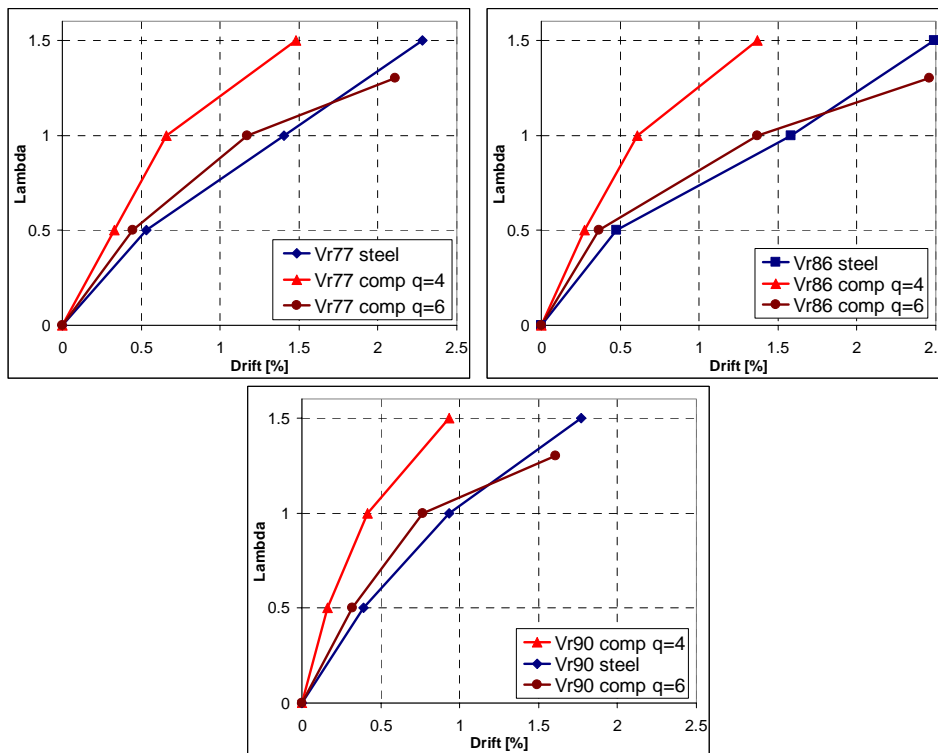 1.5
1
0.5
0
Lambda
0 0.5 1 1.5 2 2.5
Drift [%]
Vr77 steel
Vr77 comp q=4
Vr77 comp q=6
1.5
1
0.5
0
Lambda
0 0.5 1 1.5 2 2.5
Drift [%]
Vr86 steel
Vr86 comp q=4
Vr86 comp q=6
1.5
1
0.5
0
Lambda
0 0.5 1 1.5 2 2.5
Drift [%]
Vr90 comp q=4
Vr90 steel
Vr90 comp q=6